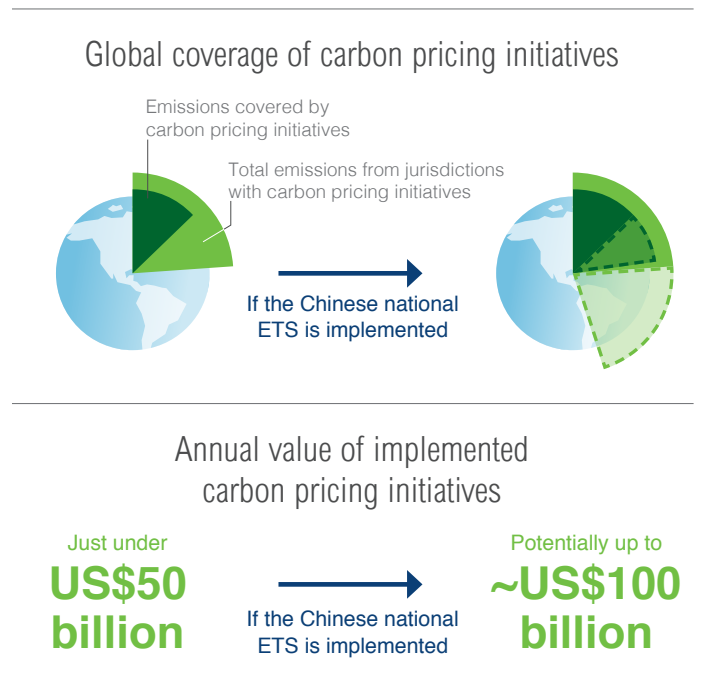 Global coverage of carbon pricing initiatives
Emissions covered by
carbon pricing initiatives
Total emissions from jurisdictions
with carbon pricing initiatives
If the Chinese national
ETS is implemented
Annual value of implemented
carbon pricing initiatives
Just under
US$50
billion
If the Chinese national
ETS is implemented
Potentially up to
~US$100
billion